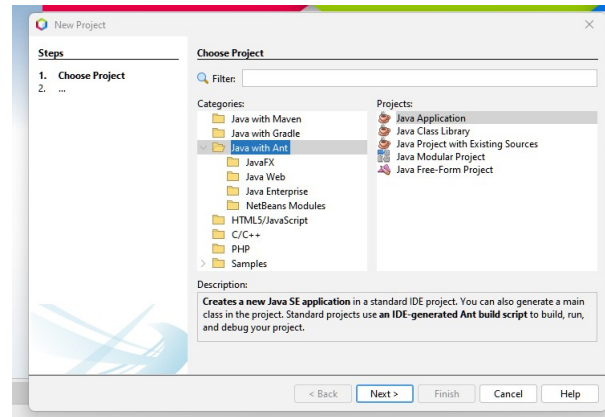 New Project
Steps
1. Choose Project
2. ...
Choose Project
Filter:
Categories:
Java with Maven
Java with Gradle
Java with Ant
JavaFX
Java Web
Java Enterprise
NetBeans Modules
HTML5/JavaScript
C/C++
PHP
Samples
Projects:
Java Application
Java Class Library
Java Project with Existing Sources
Java Modular Project
Java Free-Form Project
Description:
Creates a new Java SE application in a standard IDE project. You can also generate a main
class in the project. Standard projects use an IDE-generated Ant build script to build, run,
and debug your project.
< Back
Next >
Finish
Cancel
Help